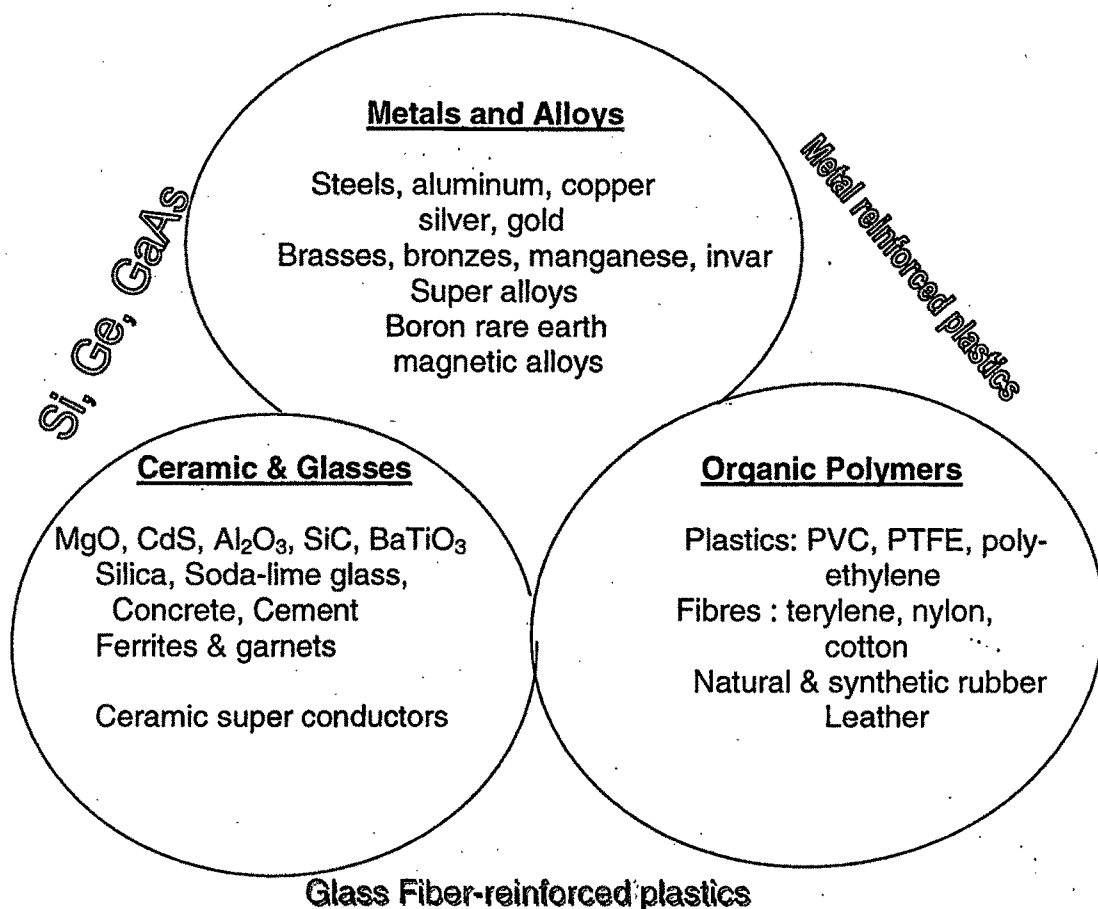 Metals and Alloys
Steels, aluminum, copper
silver, gold
Brasses, bronzes, manganese, invar
Super alloys
Boron rare earth
magnetic alloys
Si, Ge, GaAs
Metal reinforced plastics
Ceramic & Glasses
MgO, CdS, Al₂O₃, SiC, BaTiO₃
Silica, Soda-lime glass,
Concrete, Cement
Ferrites & garnets
Ceramic super conductors
Organic Polymers
Plastics: PVC, PTFE, poly-
ethylene
Fibres : terylene, nylon,
cotton
Natural & synthetic rubber
Leather
Glass Fiber-reinforced plastics